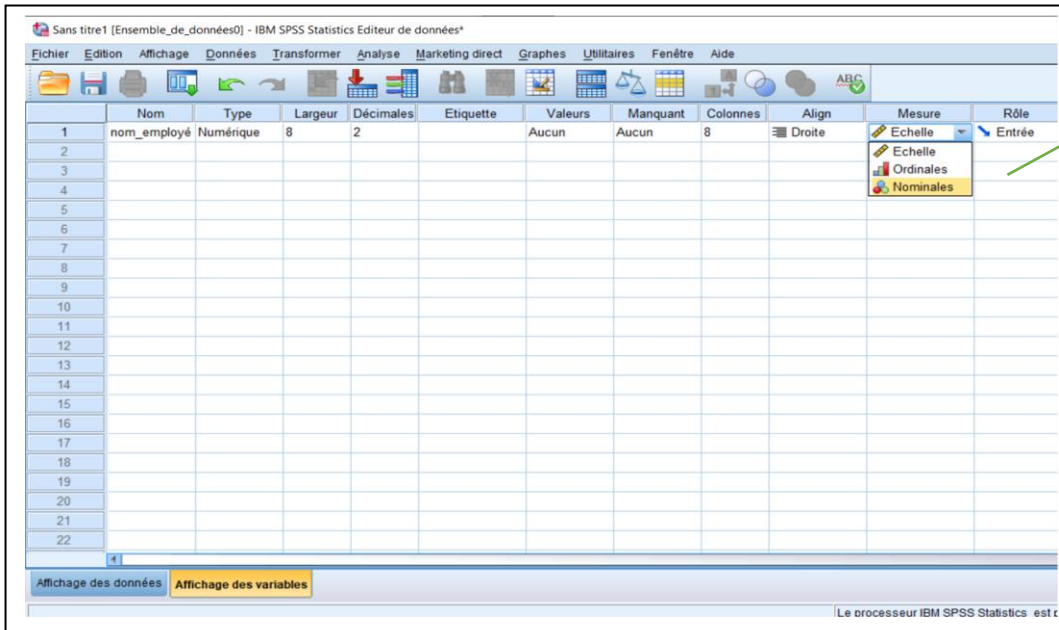 Sans titre1 [Ensemble_de_données0] - IBM SPSS Statistics Editeur de données*
Fichier Edition Affichage Données Transformer Analyse Marketing direct Graphes Utilitaires Fenêtre Aide
ABC
Nom Type Largeur Décimales Etiquette Valeurs Manquant Colonnes Align Mesure Rôle
1 nom_employé Numérique 8 2 Aucun Aucun 8 Droite Echelle Entrée
2 Echelle
3 Ordinales
4 Nominales
5
6
7
8
9
10
11
12
13
14
15
16
17
18
19
20
21
22
Affichage des données Affichage des variables
Le processeur IBM SPSS Statistics est